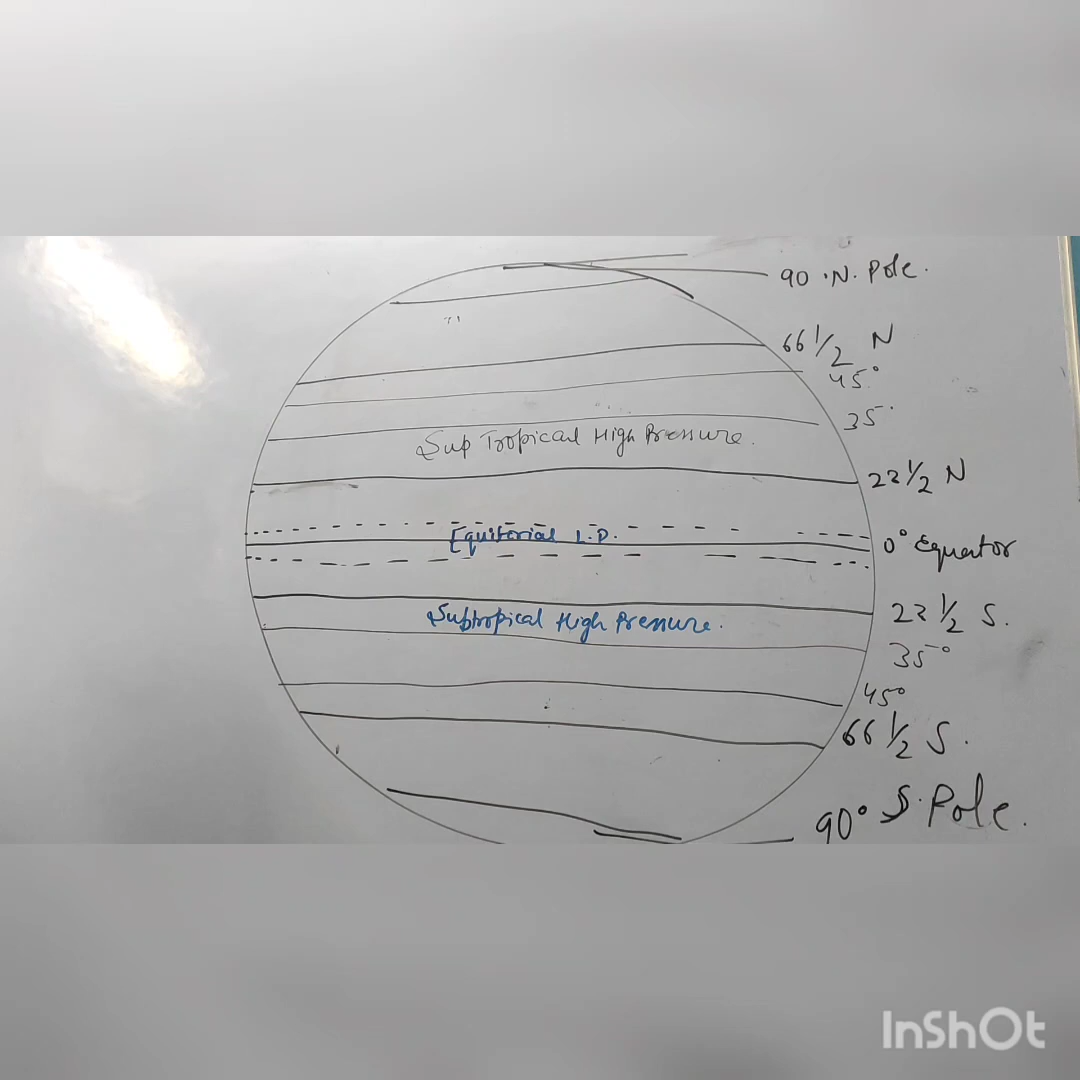 90 .N. Pole.
66 1/2 N
45°
35°
Sup Tropical High Pressure.
22 1/2 N
Equitorial L.P.
0° Equator
22 1/2 S.
Subtropical High Pressure.
35°
45°
66 1/2 S.
90° S. Pole.
InShOt